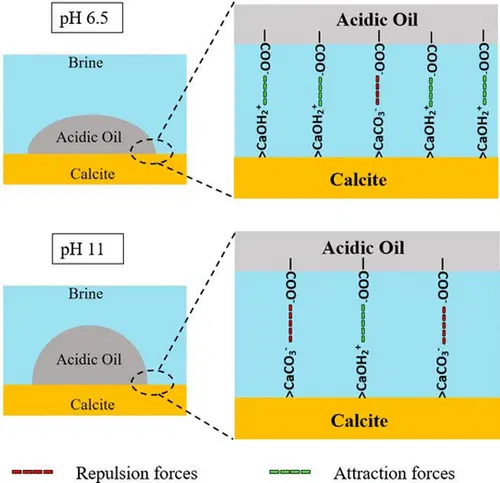 pH 6.5
Brine
Acidic Oil
Calcite
Acidic Oil
>CaOH₂⁺ COO⁻
>CaOH₂⁺ COO⁻
>CaCO₃⁻ COO⁻
>CaOH₂⁺ COO⁻
>CaOH₂⁺ COO⁻
Calcite
pH 11
Brine
Acidic Oil
Calcite
Acidic Oil
>CaCO₃⁻ COO⁻
>CaOH₂⁺ COO⁻
>CaCO₃⁻ COO⁻
Calcite
Repulsion forces
Attraction forces